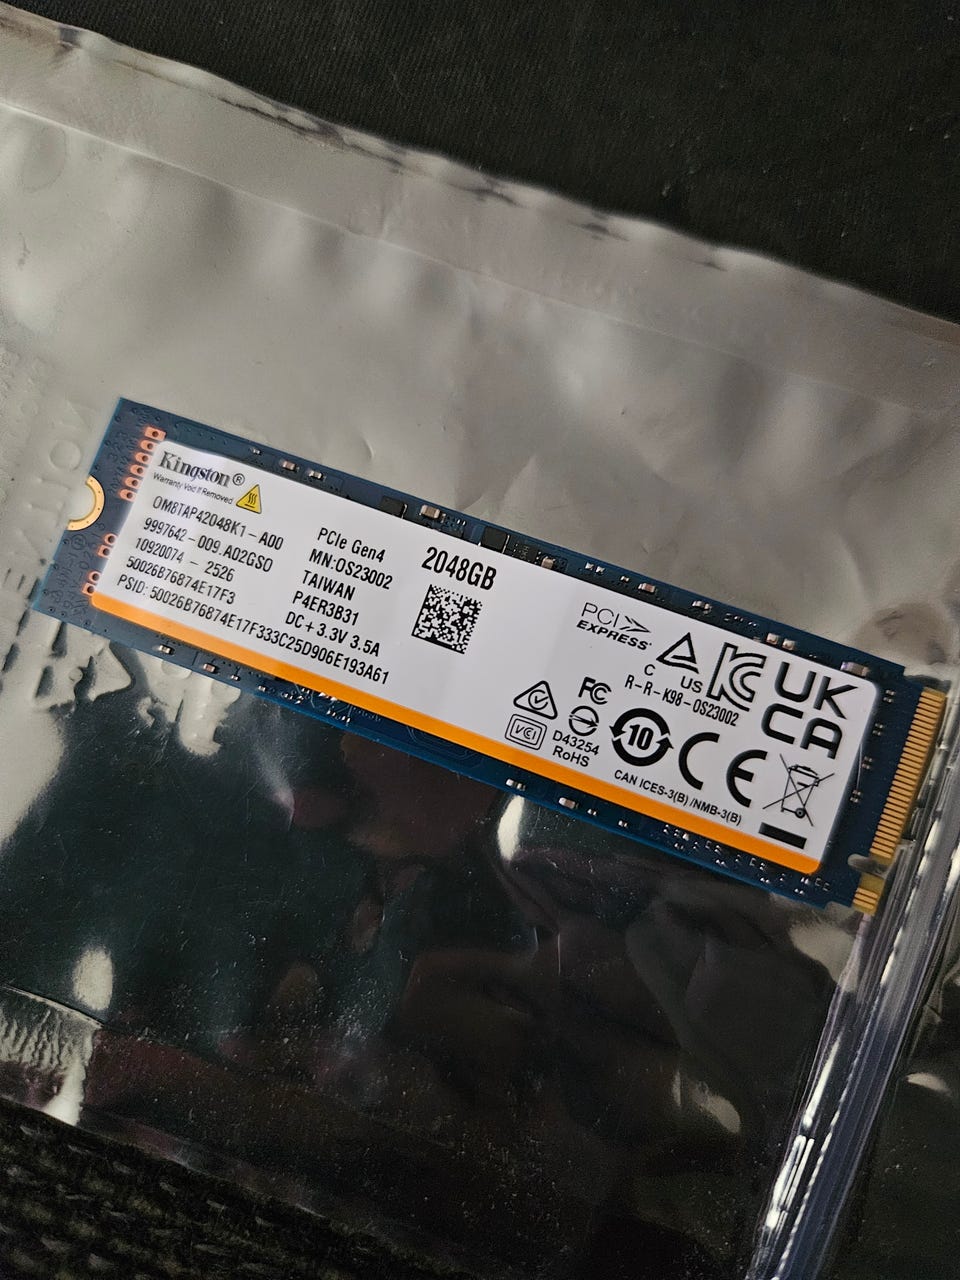 Kingston®
Warranty Void If Removed
OM8TAP42048K1-A00
9997642-009.A02GSO
10920074 - 2526
50026B76874E17F3
PSID: 50026B76874E17F333C25D906E193A61
PCIe Gen4
MN:OS23002
TAIWAN
P4ER3B31
DC+3.3V 3.5A
2048GB
PCI
EXPRESS®
C US
R-R-K98-OS23002
UK
CA
FC
VCI
D43254
RoHS
10
CE
CAN ICES-3(B)/NMB-3(B)